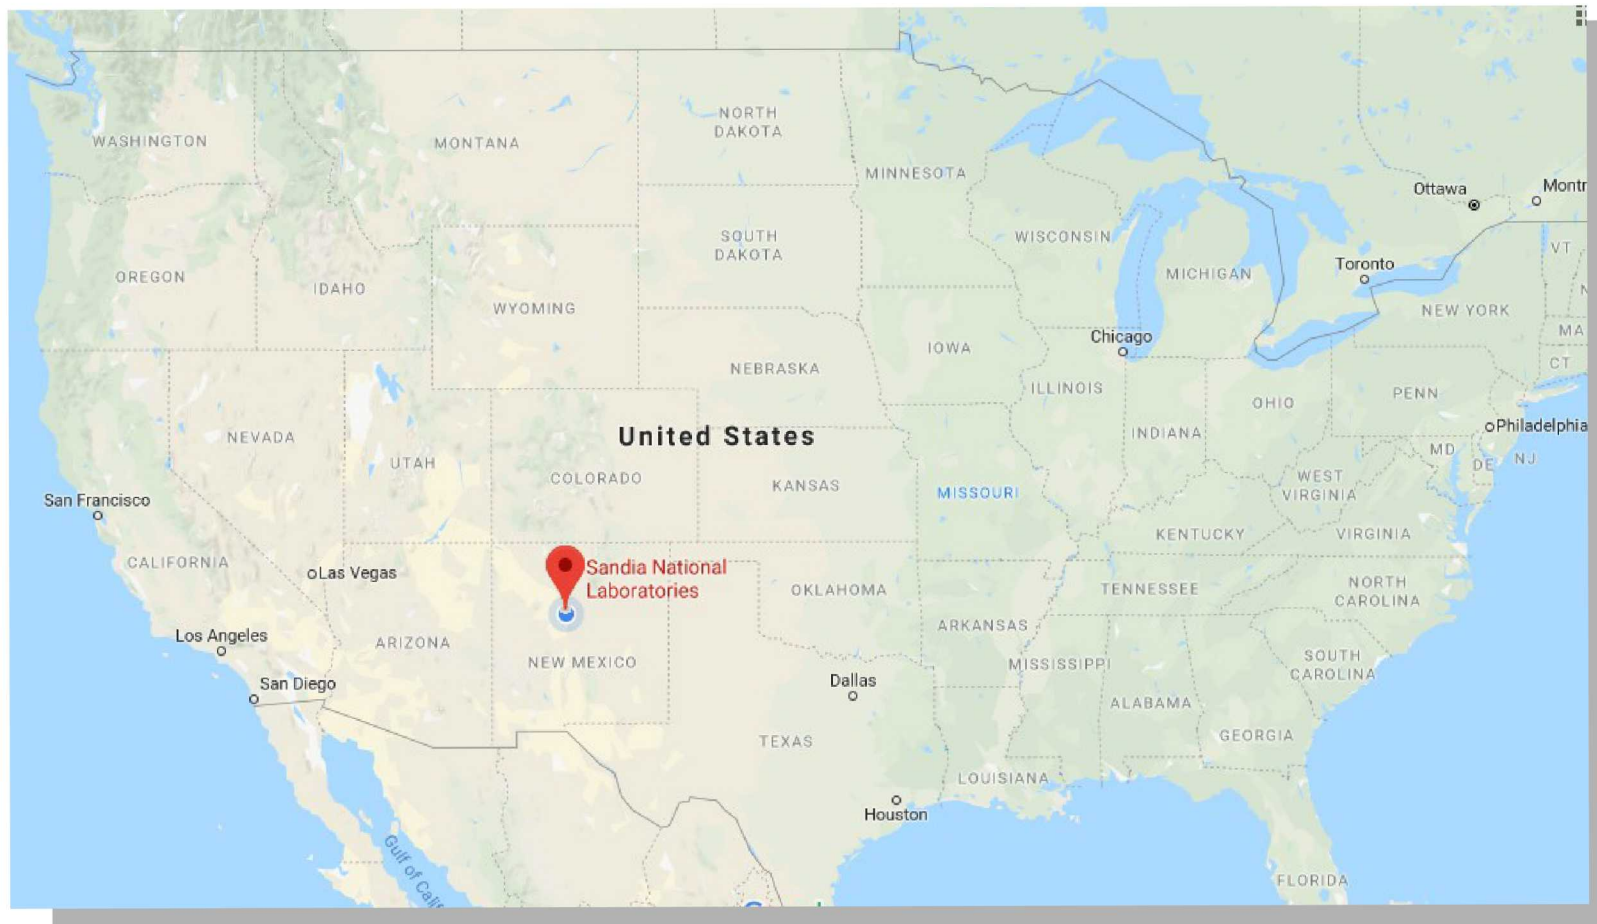 NORTH
DAKOTA
WASHINGTON
MONTANA
MINNESOTA
Ottawa
Montr
SOUTH
DAKOTA
WISCONSIN
VT
OREGON
IDAHO
MICHIGAN
Toronto
WYOMING
NEW YORK
N
MA
Chicago
IOWA
CT
NEBRASKA
ILLINOIS
PENN
OHIO
Philadelphia
NEVADA
United States
INDIANA
MD
NJ
DE
UTAH
COLORADO
KANSAS
MISSOURI
WEST
VIRGINIA
San Francisco
KENTUCKY
VIRGINIA
CALIFORNIA
Las Vegas
Sandia National
Laboratories
OKLAHOMA
TENNESSEE
NORTH
CAROLINA
Los Angeles
ARIZONA
NEW MEXICO
ARKANSAS
MISSISSIPPI
SOUTH
CAROLINA
San Diego
Dallas
ALABAMA
TEXAS
GEORGIA
LOUISIANA
Houston
Gulf of Calif
FLORIDA